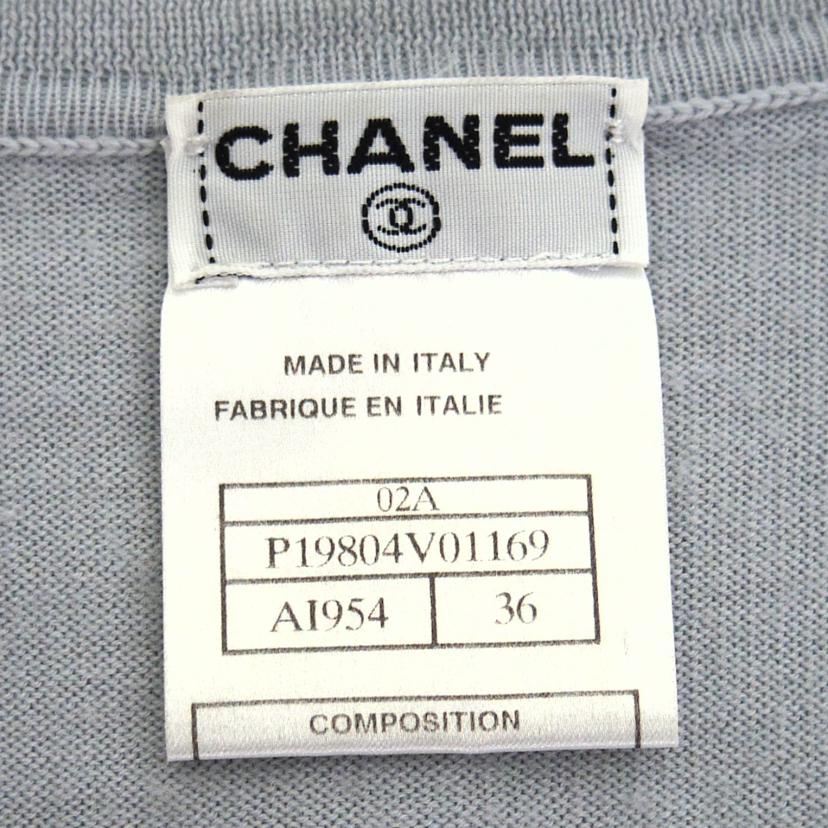 CHANEL
MADE IN ITALY
FABRIQUE EN ITALIE
02A
P19804V01169
AI954 36
COMPOSITION